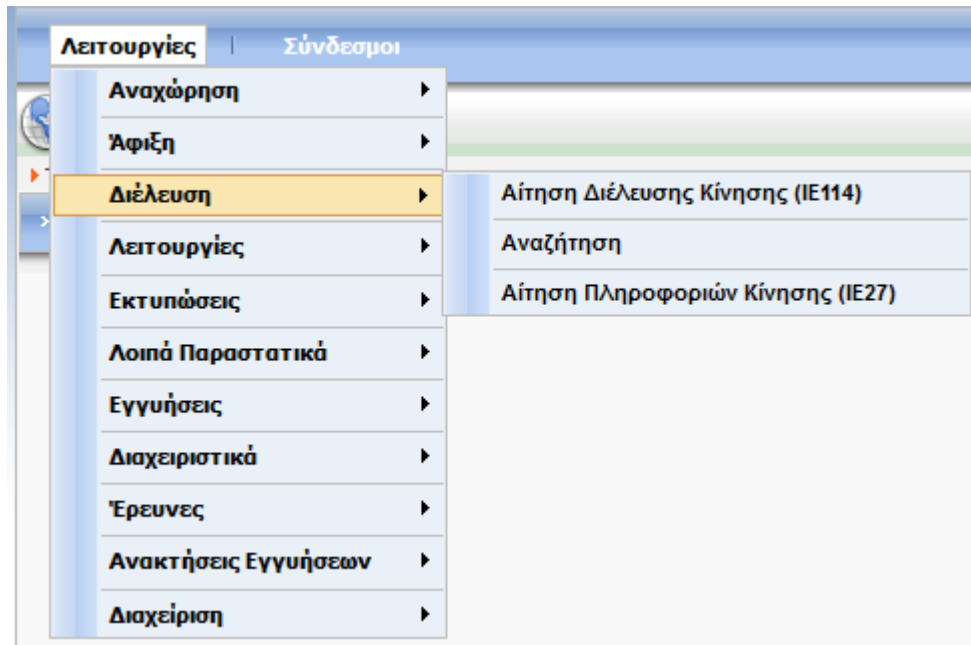 Λειτουργίες | Σύνδεσμοι
Αναχώρηση
Άφιξη
Διέλευση
Αίτηση Διέλευσης Κίνησης (IE114)
Λειτουργίες
Αναζήτηση
Εκτυπώσεις
Αίτηση Πληροφοριών Κίνησης (IE27)
Λοιπά Παραστατικά
Εγγυήσεις
Διαχειριστικά
Έρευνες
Ανακτήσεις Εγγυήσεων
Διαχείριση